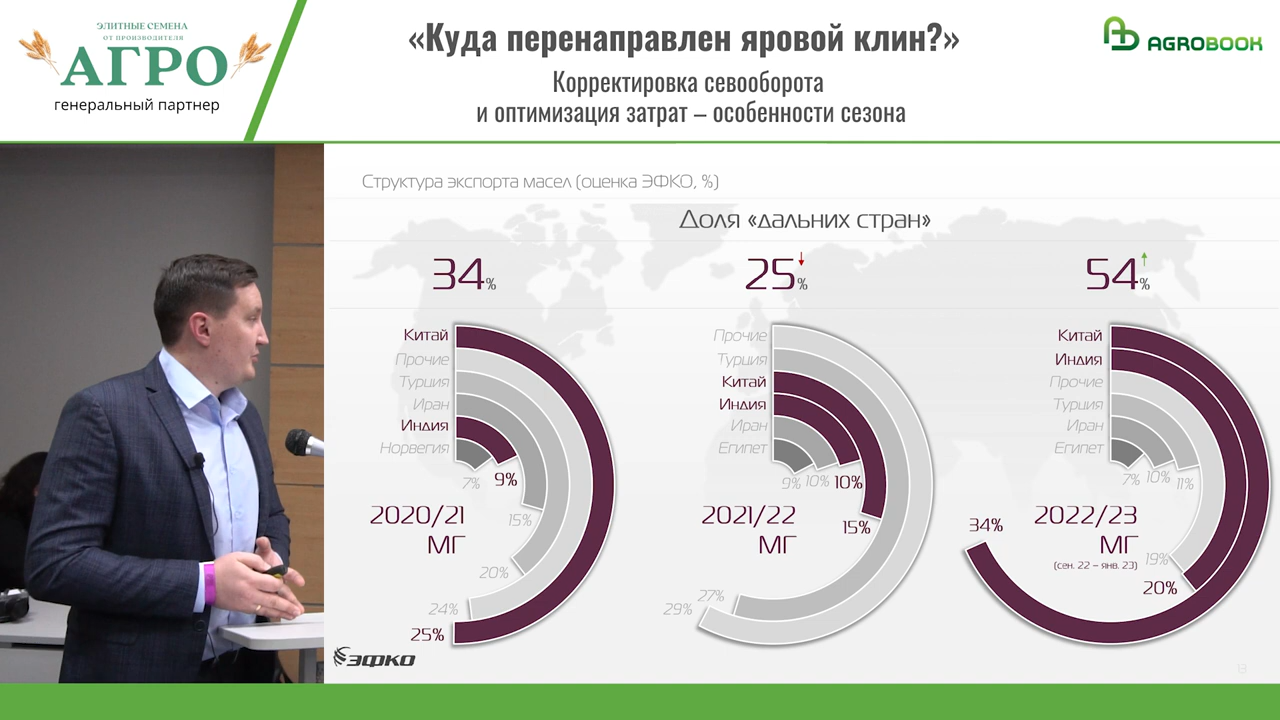 ЭЛИТНЫЕ СЕМЕНА
ОТ ПРОИЗВОДИТЕЛЯ
АГРО
генеральный партнер
«Куда перенаправлен яровой клин?»
Корректировка севооборота
и оптимизация затрат – особенности сезона
AGROBOOK
Структура экспорта масел (оценка ЭФКО, %)
Доля «дальних стран»
34%
25%
54%
Китай
Прочие
Турция
Иран
Индия
Норвегия
7%
9%
15%
20%
24%
25%
2020/21
МГ
Прочие
Турция
Китай
Индия
Иран
Египет
9%
10%
10%
15%
27%
29%
2021/22
МГ
Китай
Индия
Прочие
Турция
Иран
Египет
7%
10%
11%
19%
20%
34%
2022/23
МГ
(сен. 22 – янв. 23)
ЭФКО
8